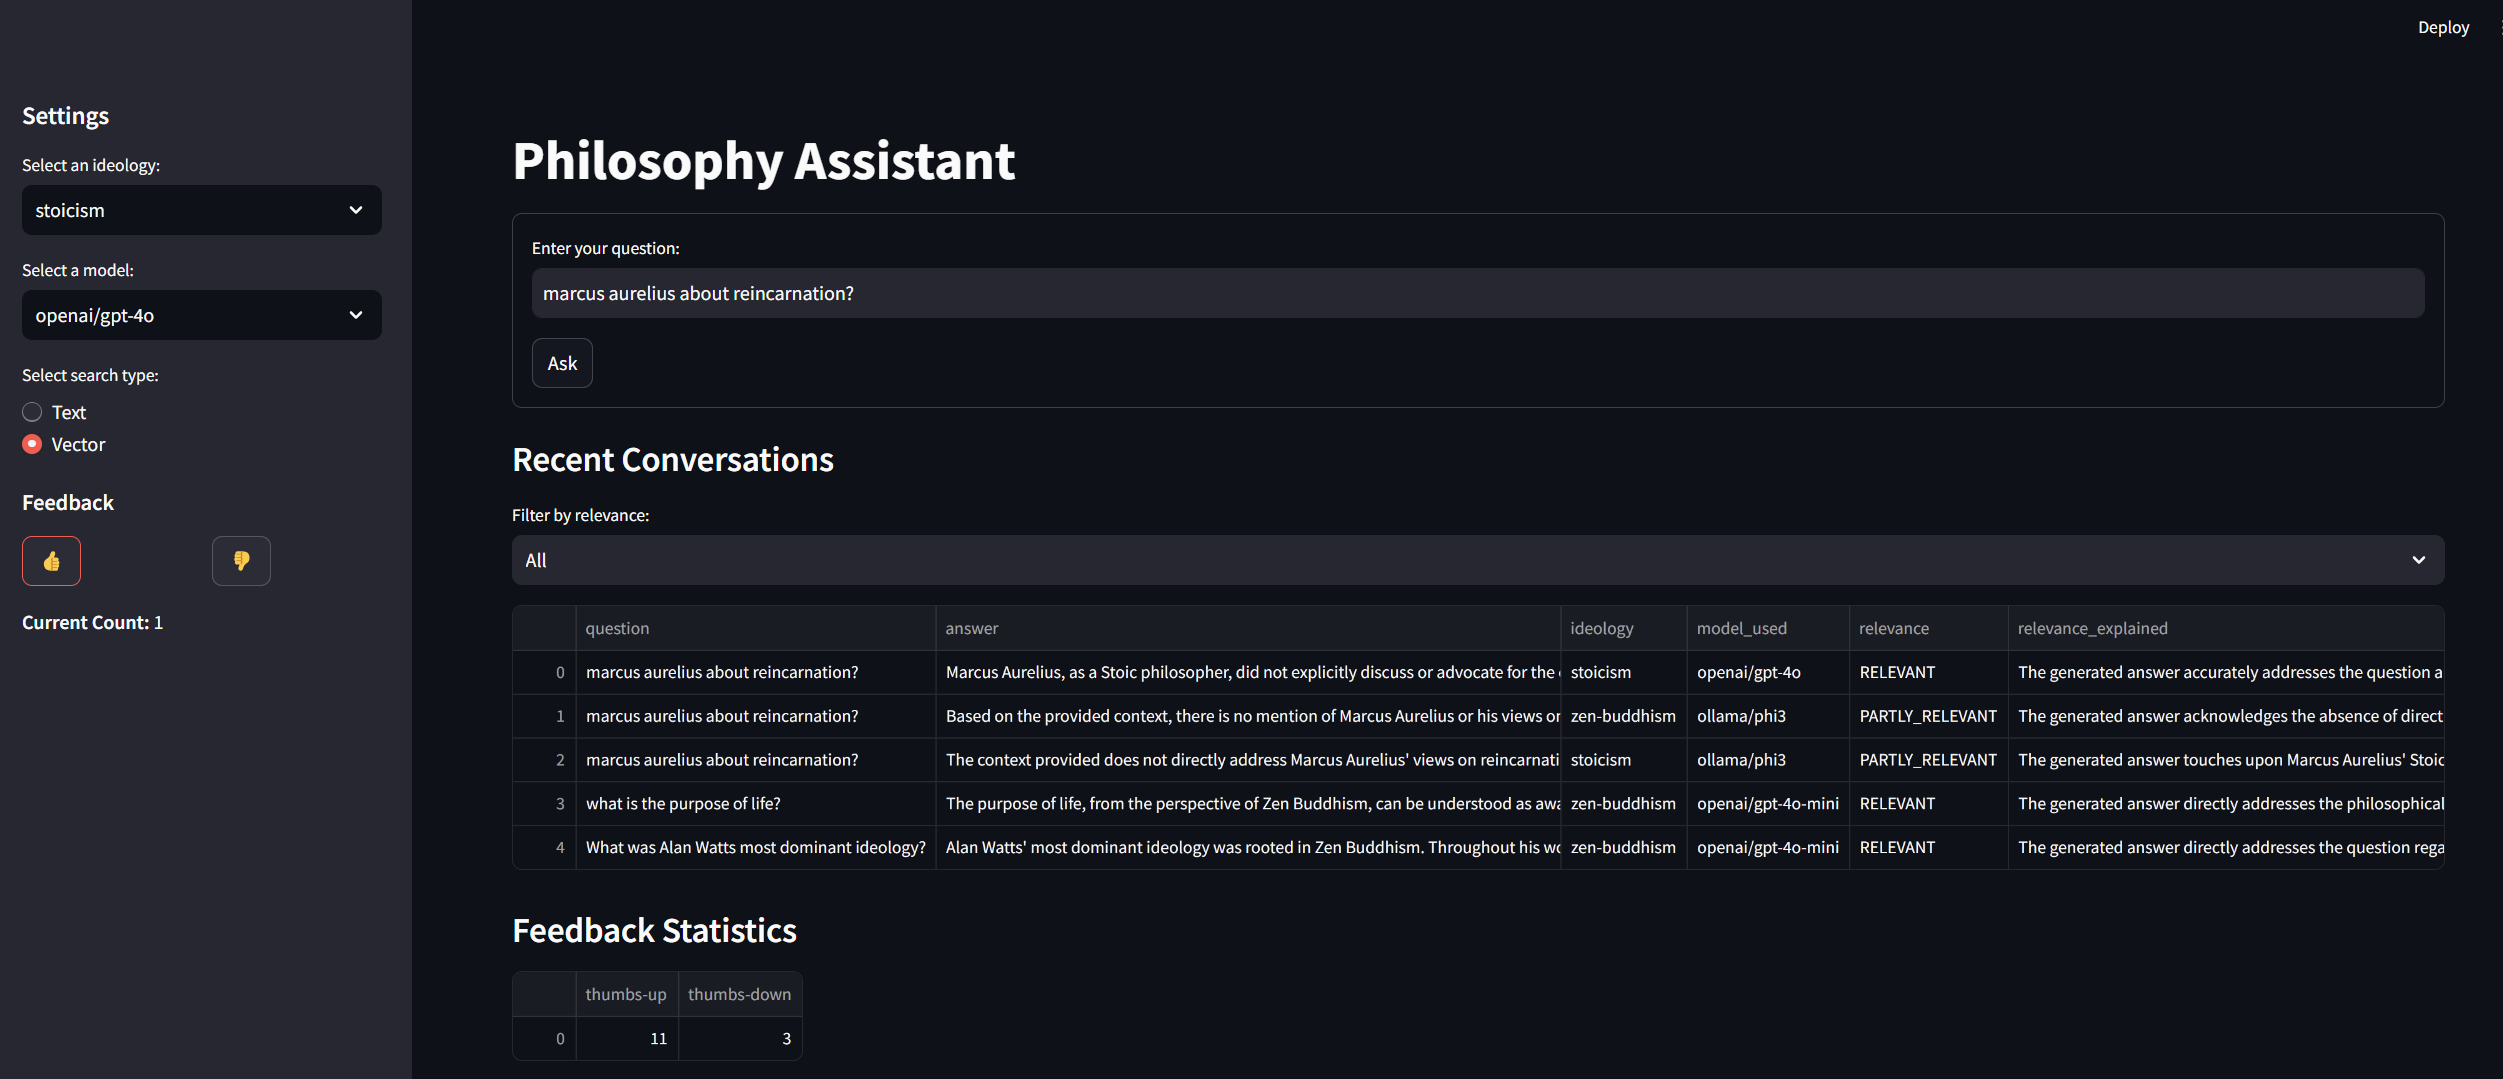 Deploy
Settings
Select an ideology:
stoicism
Select a model:
openai/gpt-4o
Select search type:
Text
Vector
Feedback
Current Count: 1
Philosophy Assistant
Enter your question:
marcus aurelius about reincarnation?
Ask
Recent Conversations
Filter by relevance:
All
question answer ideology model_used relevance relevance_explained
0 marcus aurelius about reincarnation? Marcus Aurelius, as a Stoic philosopher, did not explicitly discuss or advocate for the stoicism openai/gpt-4o RELEVANT The generated answer accurately addresses the question a
1 marcus aurelius about reincarnation? Based on the provided context, there is no mention of Marcus Aurelius or his views or zen-buddhism ollama/phi3 PARTLY_RELEVANT The generated answer acknowledges the absence of direct
2 marcus aurelius about reincarnation? The context provided does not directly address Marcus Aurelius' views on reincarnati stoicism ollama/phi3 PARTLY_RELEVANT The generated answer touches upon Marcus Aurelius' Stoic
3 what is the purpose of life? The purpose of life, from the perspective of Zen Buddhism, can be understood as awa zen-buddhism openai/gpt-4o-mini RELEVANT The generated answer directly addresses the philosophical
4 What was Alan Watts most dominant ideology? Alan Watts' most dominant ideology was rooted in Zen Buddhism. Throughout his wo zen-buddhism openai/gpt-4o-mini RELEVANT The generated answer directly addresses the question rega
Feedback Statistics
thumbs-up thumbs-down
0 11 3